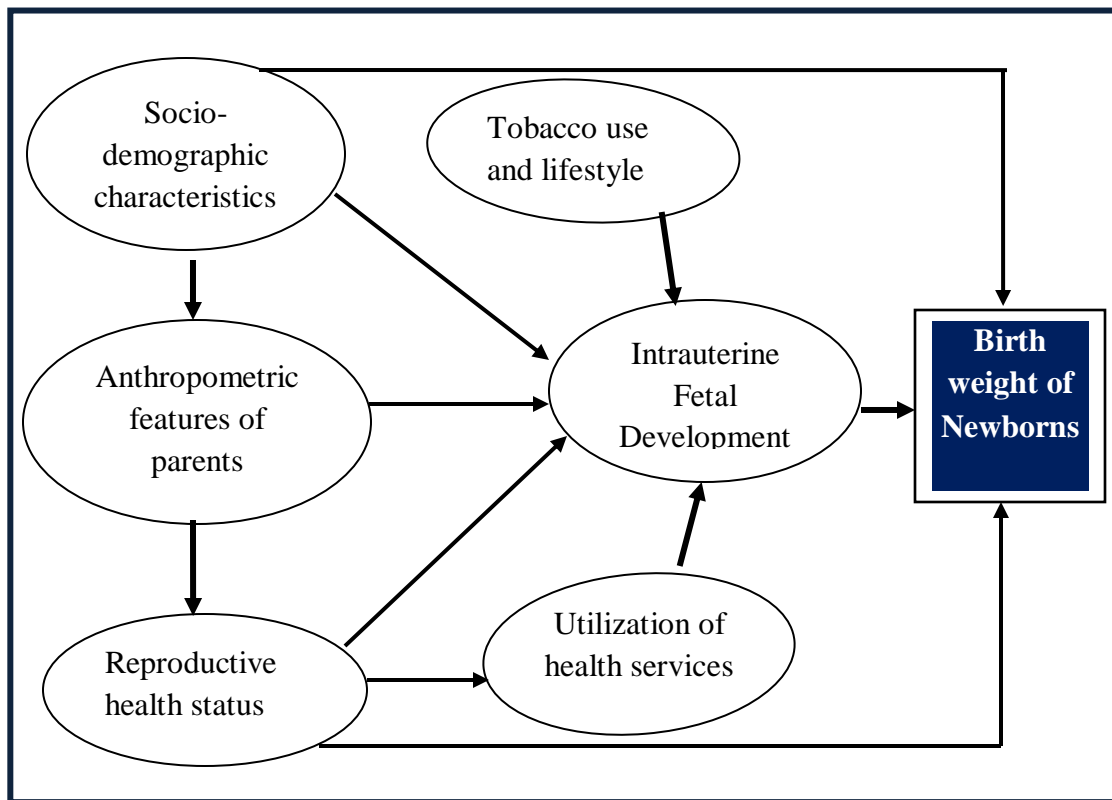 Socio-
demographic
characteristics
Tobacco use
and lifestyle
Anthropometric
features of
parents
Intrauterine
Fetal
Development
Birth
weight of
Newborns
Reproductive
health status
Utilization of
health services